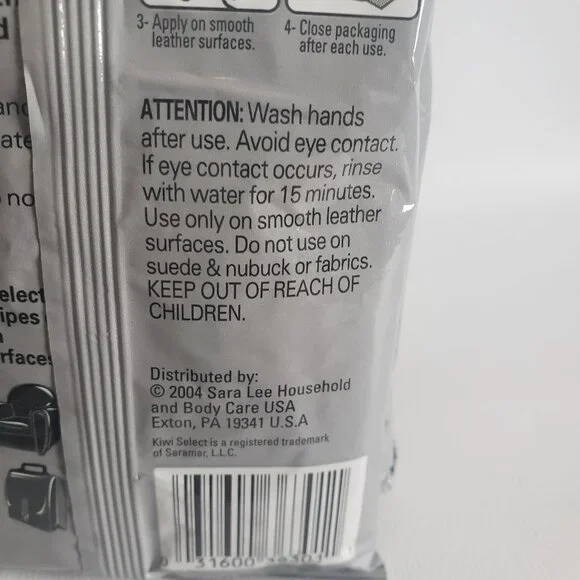 3- Apply on smooth
leather surfaces.
4- Close packaging
after each use.
ATTENTION: Wash hands
after use. Avoid eye contact.
If eye contact occurs, rinse
with water for 15 minutes.
Use only on smooth leather
surfaces. Do not use on
suede & nubuck or fabrics.
KEEP OUT OF REACH OF
CHILDREN.
Distributed by:
© 2004 Sara Lee Household
and Body Care USA
Exton, PA 19341 U.S.A
Kiwi Select is a registered trademark
of Saramar, L.L.C.
0 31600